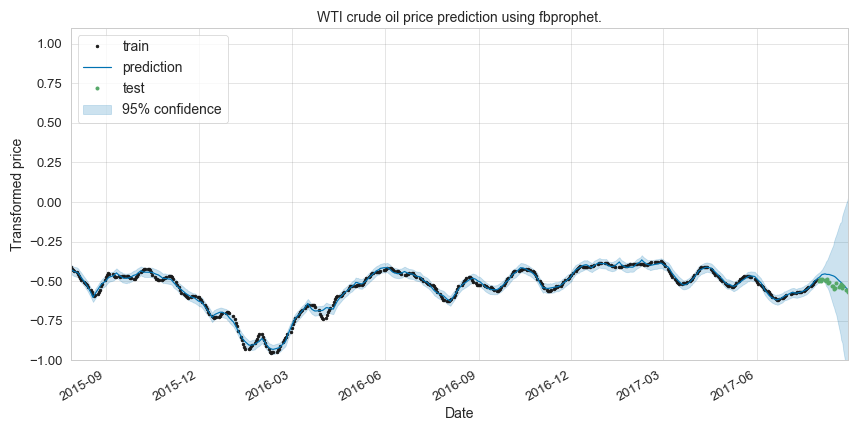 WTI crude oil price prediction using fbprophet.
train
prediction
test
95% confidence
Transformed price
1.00
0.75
0.50
0.25
0.00
−0.25
−0.50
−0.75
−1.00
2015-09
2015-12
2016-03
2016-06
2016-09
2016-12
2017-03
2017-06
Date